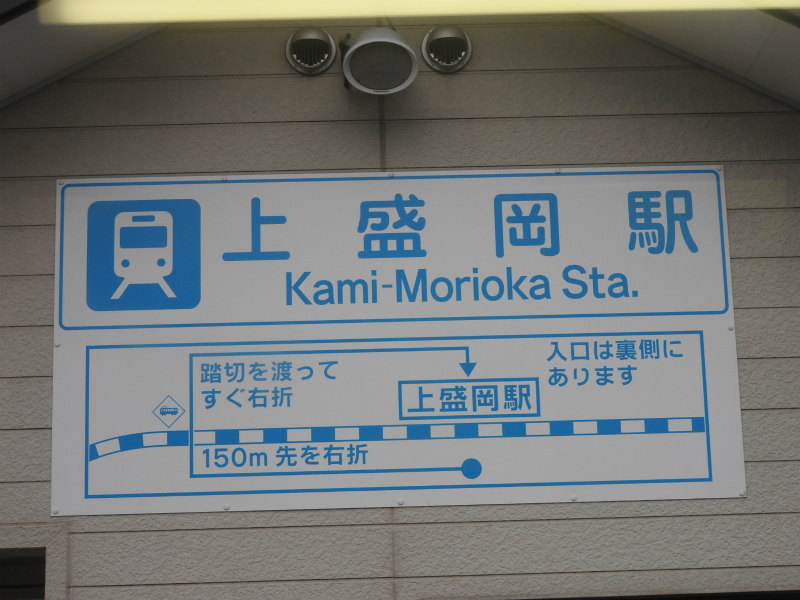 上盛岡駅
Kami-Morioka Sta.
踏切を渡って
すぐ右折
入口は裏側に
あります
上盛岡駅
150m 先を右折